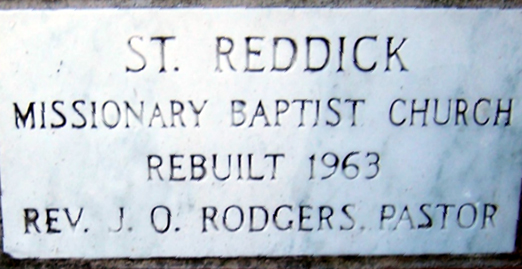 ST. REDDICK
MISSIONARY BAPTIST CHURCH
REBUILT 1963
REV. J. O. RODGERS, PASTOR